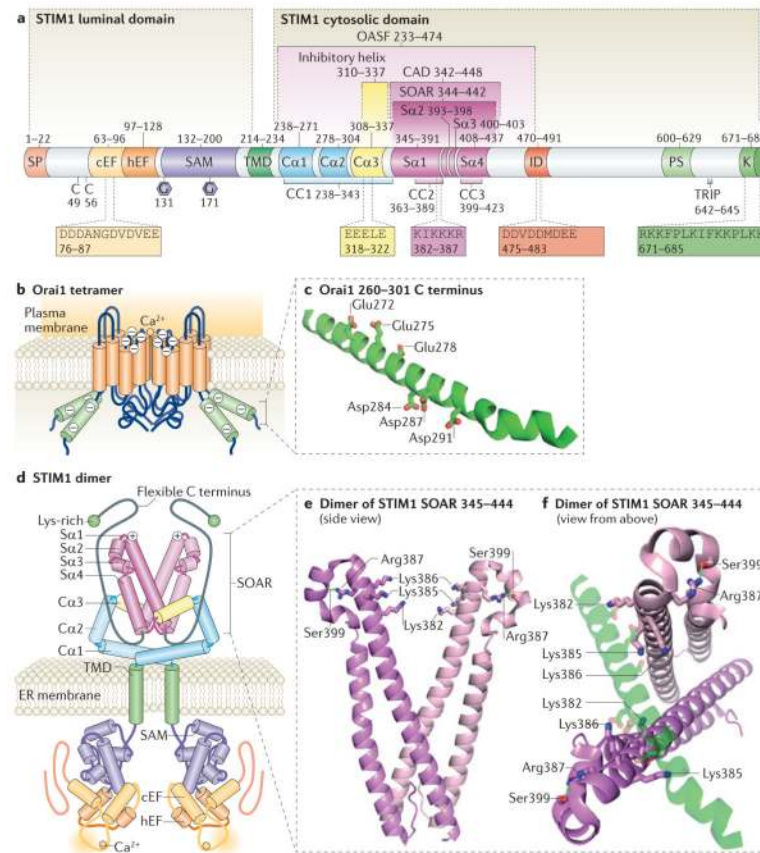 a STIM1 luminal domain
STIM1 cytosolic domain
OASF 233–474
Inhibitory helix
310–337
CAD 342–448
SOAR 344–442
Sα2 393–398
Sα3 400–403
1–22
63–96
97–128
132–200
214–234
238–271
278–304
308–337
345–391
408–437
470–491
600–629
671–68
SP
cEF
hEF
SAM
TMD
Cα1
Cα2
Cα3
Sα1
Sα4
ID
PS
K
C
49
C
56
G
131
G
171
CC1
238–343
CC2
363–389
CC3
399–423
TRIP
642–645
DDDANGDVDVEE
76–87
EEELE
318–322
KIKKKR
382–387
DDVDDMDEE
475–483
RKKFPLKIFKKPLKK
671–685
b Orai1 tetramer
Plasma
membrane
Ca2+
c Orai1 260–301 C terminus
Glu272
Glu275
Glu278
Asp284
Asp287
Asp291
d STIM1 dimer
Flexible C terminus
Lys-rich
Sα1
Sα2
Sα3
Sα4
SOAR
Cα3
Cα2
Cα1
TMD
ER membrane
SAM
cEF
hEF
Ca2+
e Dimer of STIM1 SOAR 345–444
(side view)
Arg387
Lys386
Lys385
Lys382
Ser399
Ser399
Arg387
f Dimer of STIM1 SOAR 345–444
(view from above)
Ser399
Arg387
Lys382
Lys385
Lys386
Lys382
Lys386
Arg387
Ser399
Lys385